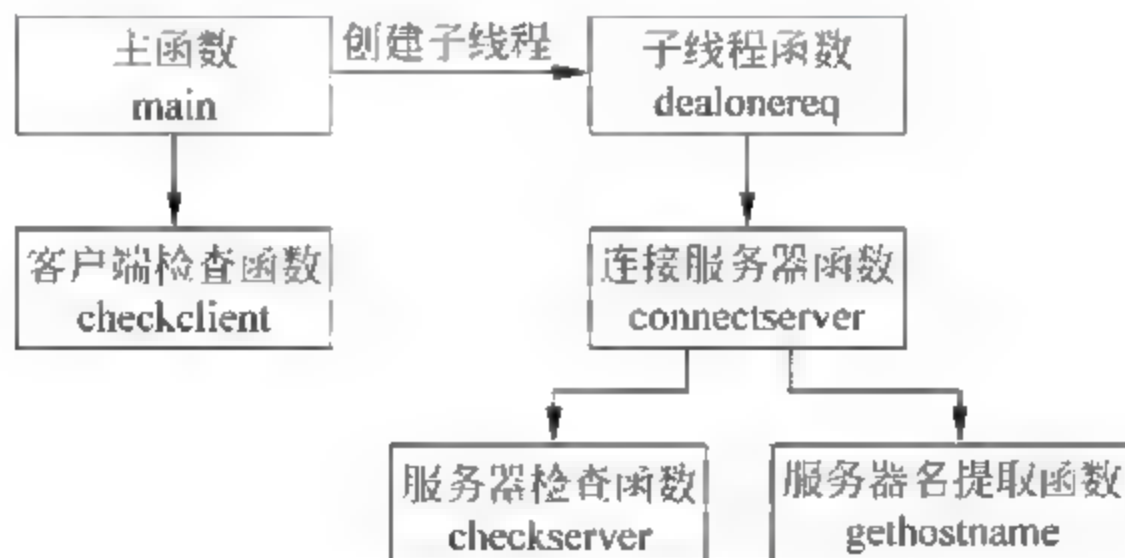 主函数
main
创建子线程
子线程函数
dealonereq
客户端检查函数
checkclient
连接服务器函数
connectserver
服务器检查函数
checkserver
服务器名提取函数
gethostname